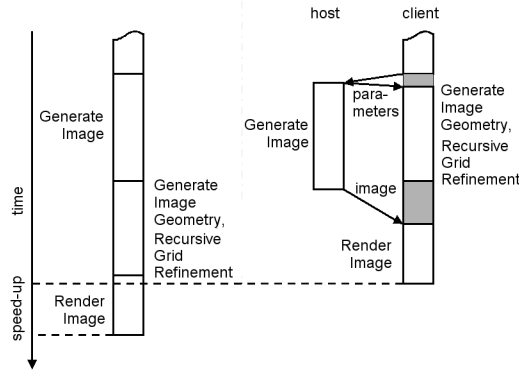 host
client
Generate
Image
para-
meters
Generate
Image
Generate
Image
Geometry,
Recursive
Grid
Refinement
time
Generate
Image
Geometry,
Recursive
Grid
Refinement
image
Render
Image
speed-up
Render
Image